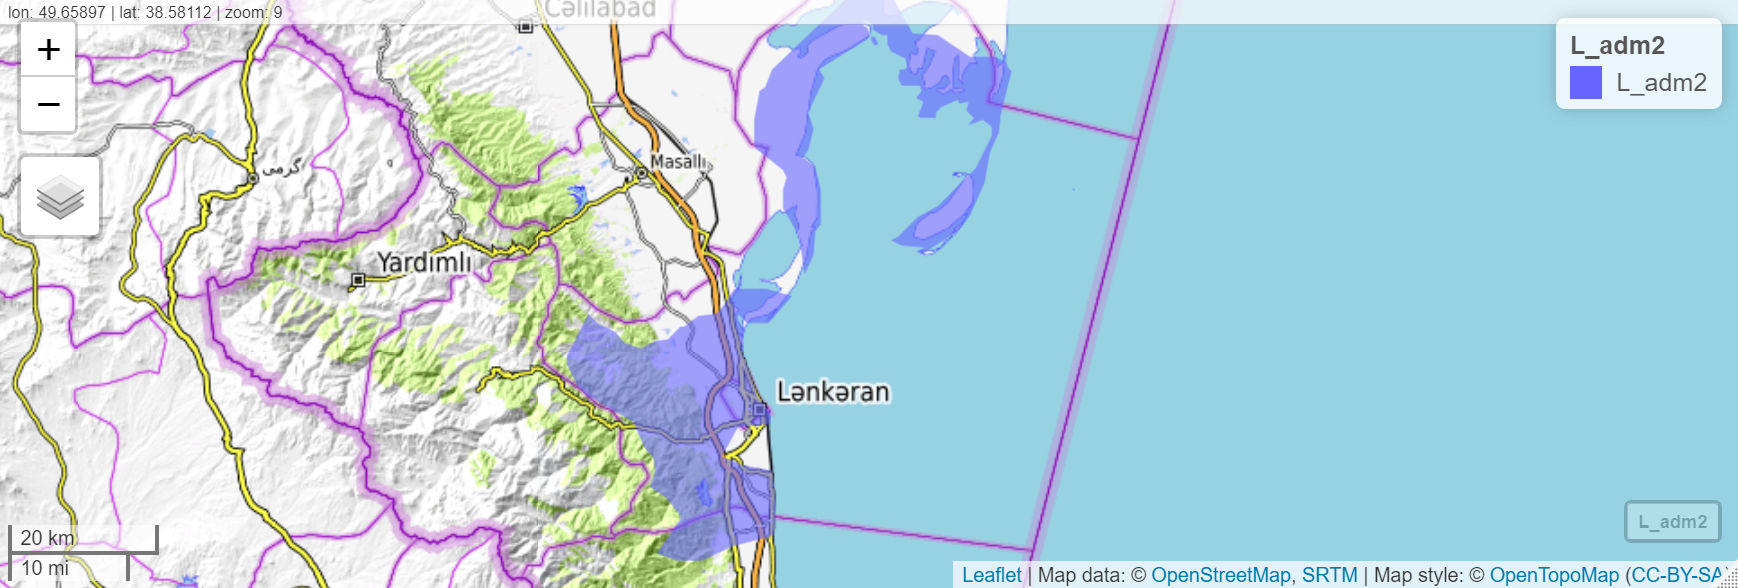 lon: 49.65897 | lat: 38.58112 | zoom: 9
Cəlilabad
+
−
L_adm2
L_adm2
Masallı
گرمی
Yardımlı
Lənkəran
L_adm2
20 km
10 mi
Leaflet | Map data: © OpenStreetMap, SRTM | Map style: © OpenTopoMap (CC-BY-SA)